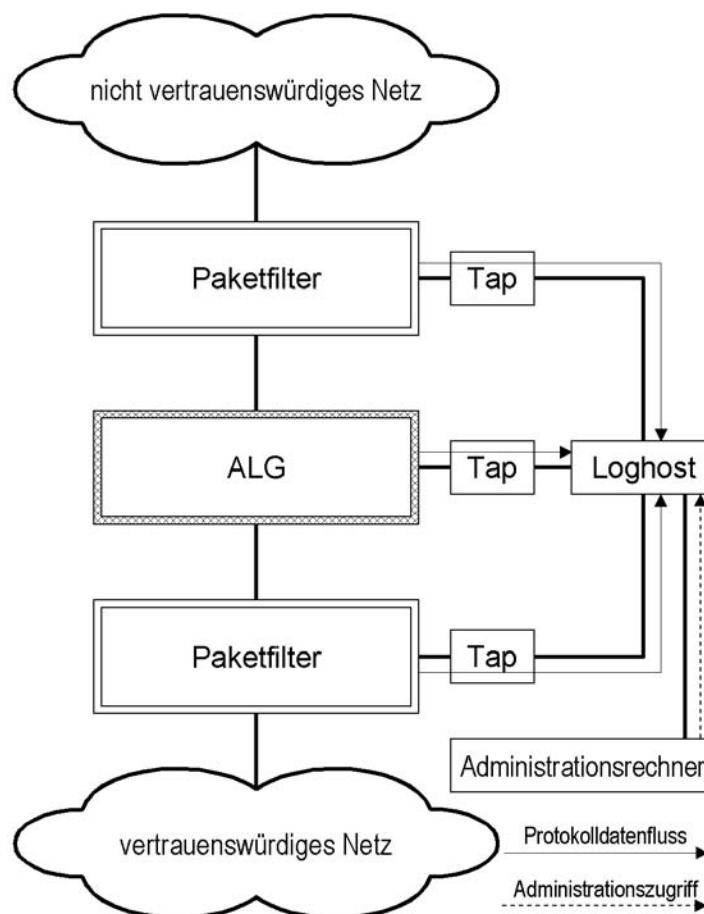 nicht vertrauenswürdiges Netz
Paketfilter
Tap
ALG
Tap
Loghost
Paketfilter
Tap
Administrationsrechner
vertrauenswürdiges Netz
Protokolldatenfluss
Administrationszugriff